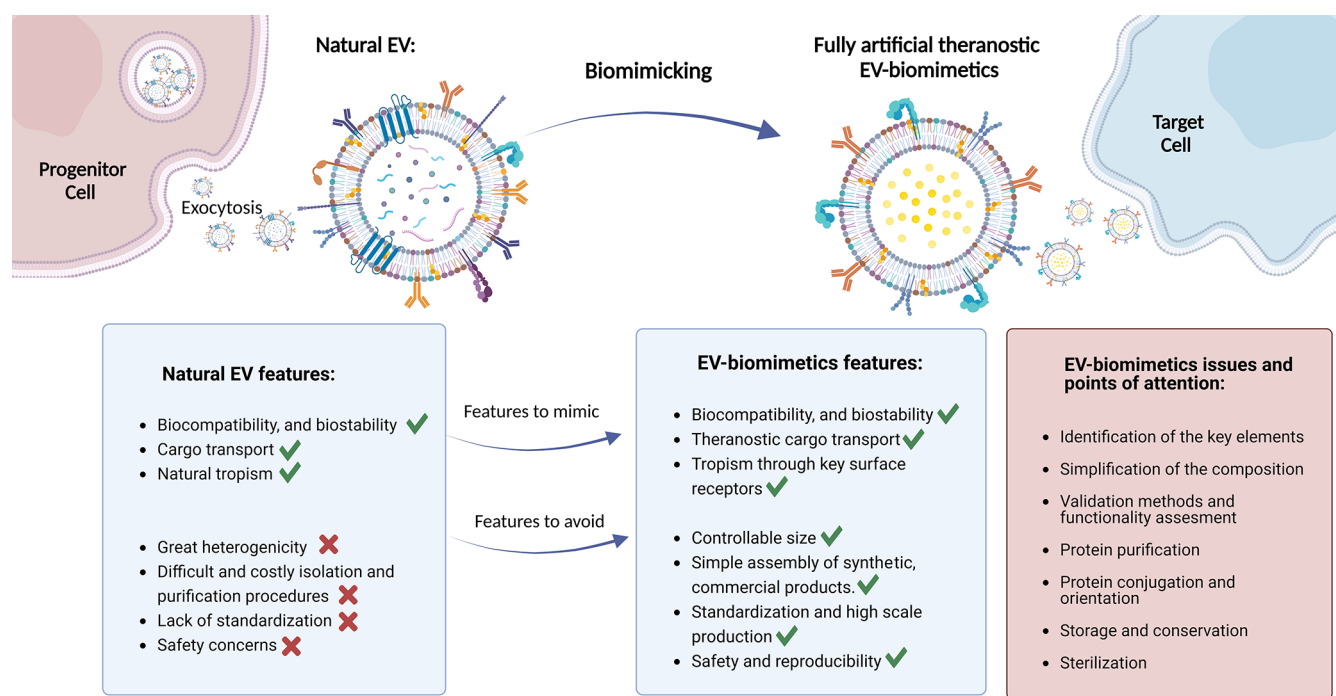 Natural EV:
Fully artificial theranostic
EV-biomimetics
Biomimicking
Progenitor
Cell
Exocytosis
Target
Cell
Natural EV features:
Biocompatibility, and biostability
Cargo transport
Natural tropism
Great heterogenicity
Difficult and costly isolation and
purification procedures
Lack of standardization
Safety concerns
Features to mimic
Features to avoid
EV-biomimetics features:
Biocompatibility, and biostability
Theranostic cargo transport
Tropism through key surface
receptors
Controllable size
Simple assembly of synthetic,
commercial products.
Standardization and high scale
production
Safety and reproducibility
EV-biomimetics issues and
points of attention:
Identification of the key elements
Simplification of the composition
Validation methods and
functionality assesment
Protein purification
Protein conjugation and
orientation
Storage and conservation
Sterilization